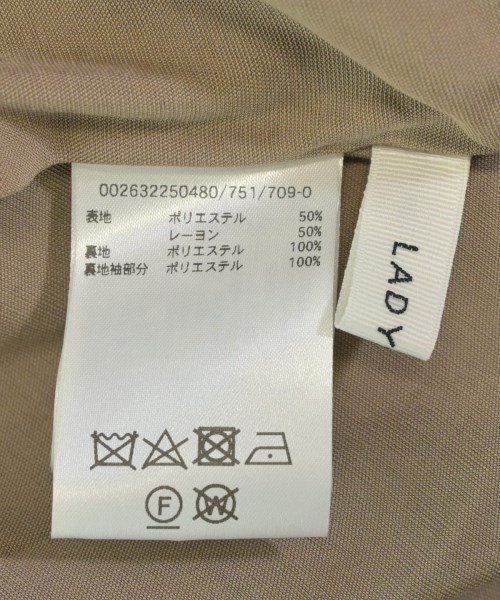 002632250480/751/709-0
表地 ポリエステル 50%
レーヨン 50%
裏地 ポリエステル 100%
裏地袖部分 ポリエステル 100%
F
W
LADY